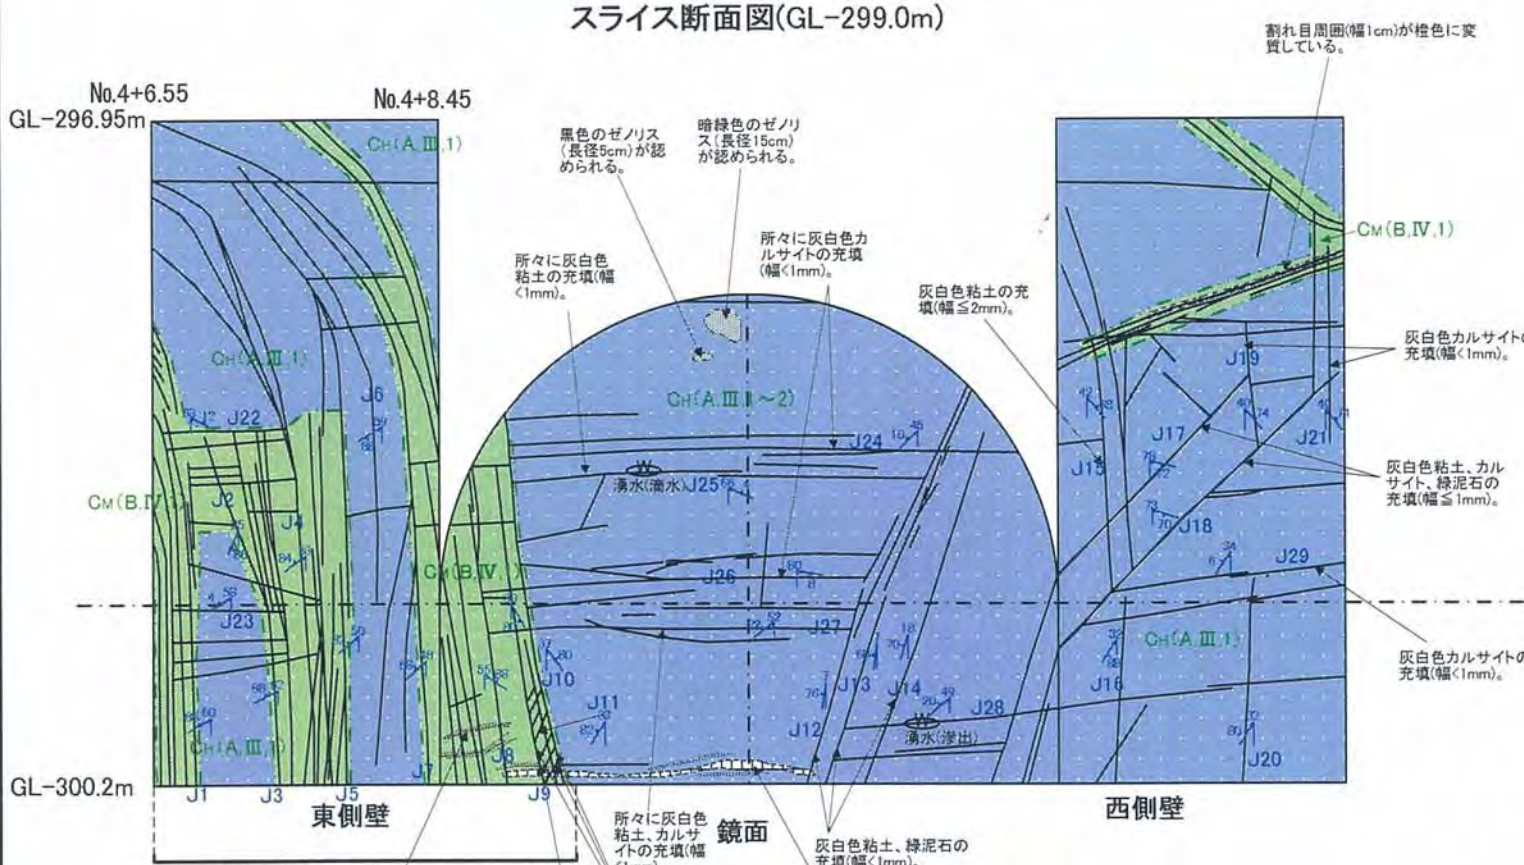 スライス断面図(GL-299.0m)
割れ目周囲(幅1cm)が橙色に変
質している。
No.4+6.55
No.4+8.45
GL-296.95m
CH(A,Ⅲ,1)
黒色のゼノリス
(長径5cm)が認
められる。
暗緑色のゼノリ
ス(長径15cm)
が認められる。
所々に灰白色カ
ルサイトの充填
(幅<1mm)。
所々に灰白色
粘土の充填(幅
<1mm)。
灰白色粘土の充
填(幅≦2mm)。
CM(B,Ⅳ,1)
灰白色カルサイトの
充填(幅<1mm)。
CH(A,Ⅲ,1)
J6
J22
CH(A,Ⅲ,1～2)
J24
J19
J17
J21
J15
灰白色粘土、カル
サイト、緑泥石の
充填(幅≦1mm)。
CM(B,Ⅳ,1)
J2
J4
W
湧水(滴水)
J25
J18
J29
CM(B,Ⅳ,1)
J26
J23
J27
CH(A,Ⅲ,1)
灰白色カルサイトの
充填(幅<1mm)。
J10
J11
J13
J14
J28
J16
J12
W
湧水(滲出)
CH(A,Ⅲ,1)
J8
J7
J20
GL-300.2m
J1
J3
J5
J9
東側壁
鏡面
西側壁
所々に灰白色
粘土、カルサ
イトの充填(幅
灰白色粘土、緑泥石の
充填(幅<1mm)。